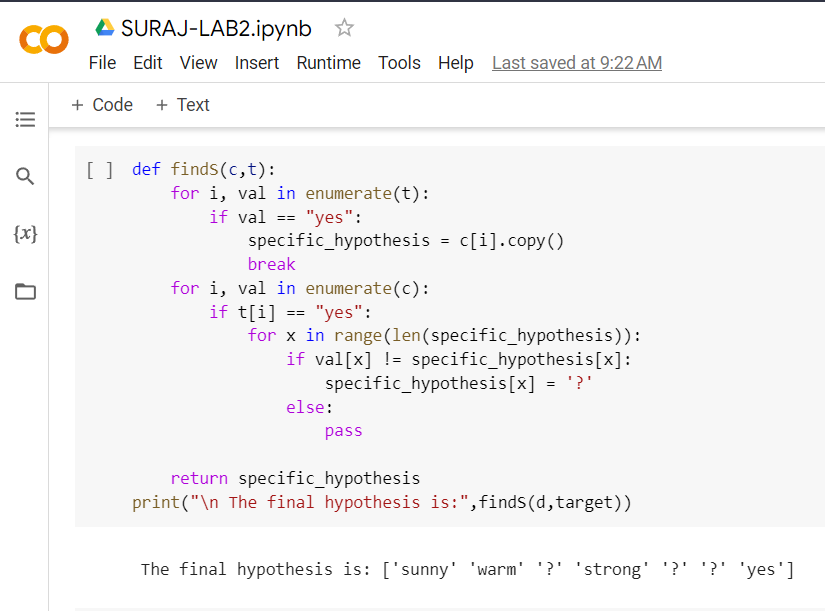 SURAJ-LAB2.ipynb
File Edit View Insert Runtime Tools Help Last saved at 9:22 AM
+ Code + Text
[ ] def findS(c,t):
    for i, val in enumerate(t):
        if val == "yes":
            specific_hypothesis = c[i].copy()
            break
    for i, val in enumerate(c):
        if t[i] == "yes":
            for x in range(len(specific_hypothesis)):
                if val[x] != specific_hypothesis[x]:
                    specific_hypothesis[x] = '?'
                else:
                    pass
    return specific_hypothesis
print("\n The final hypothesis is:",findS(d,target))
The final hypothesis is: ['sunny' 'warm' '?' 'strong' '?' '?' 'yes']
{x}